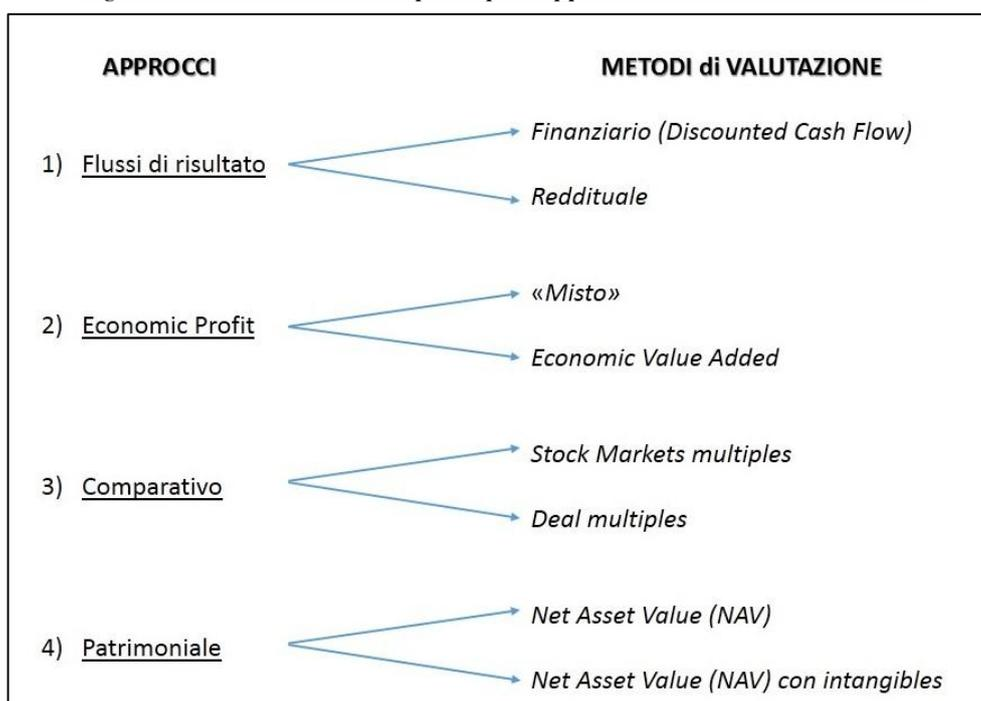 APPROCCI METODI di VALUTAZIONE
Finanziario (Discounted Cash Flow)
1) Flussi di risultato
Reddituale
«Misto»
2) Economic Profit
Economic Value Added
Stock Markets multiples
3) Comparativo
Deal multiples
Net Asset Value (NAV)
4) Patrimoniale
Net Asset Value (NAV) con intangibles